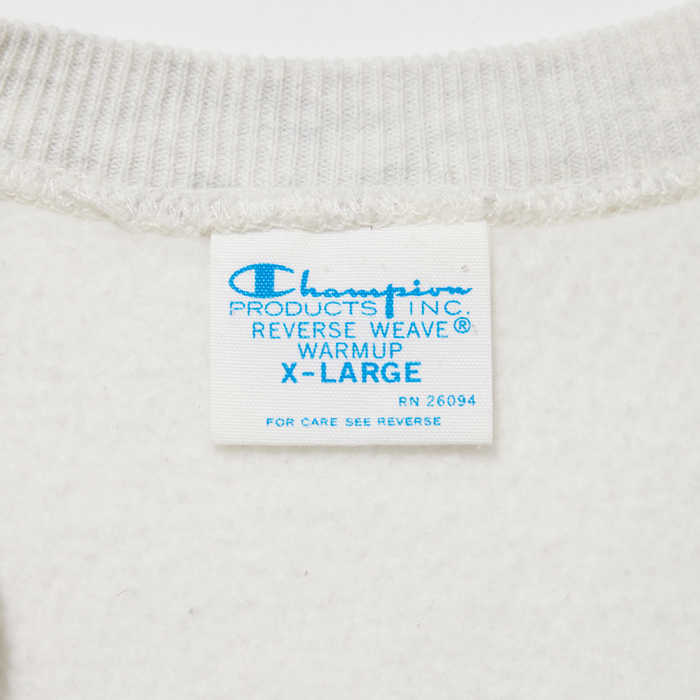 Champion
PRODUCTS INC.
REVERSE WEAVE®
WARMUP
X-LARGE
RN 26094
FOR CARE SEE REVERSE